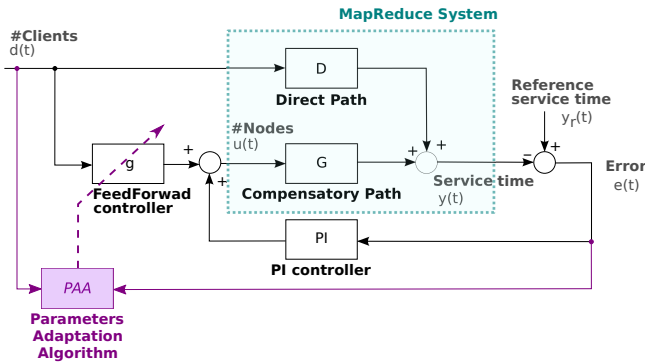 MapReduce System
#Clients
d(t)
D
Direct Path
Reference
service time
yr(t)
#Nodes
u(t)
+
+
+
g
G
+
+
−
+
FeedForwad
controller
Compensatory Path
Service time
y(t)
Error
e(t)
PI
PI controller
PAA
Parameters
Adaptation
Algorithm